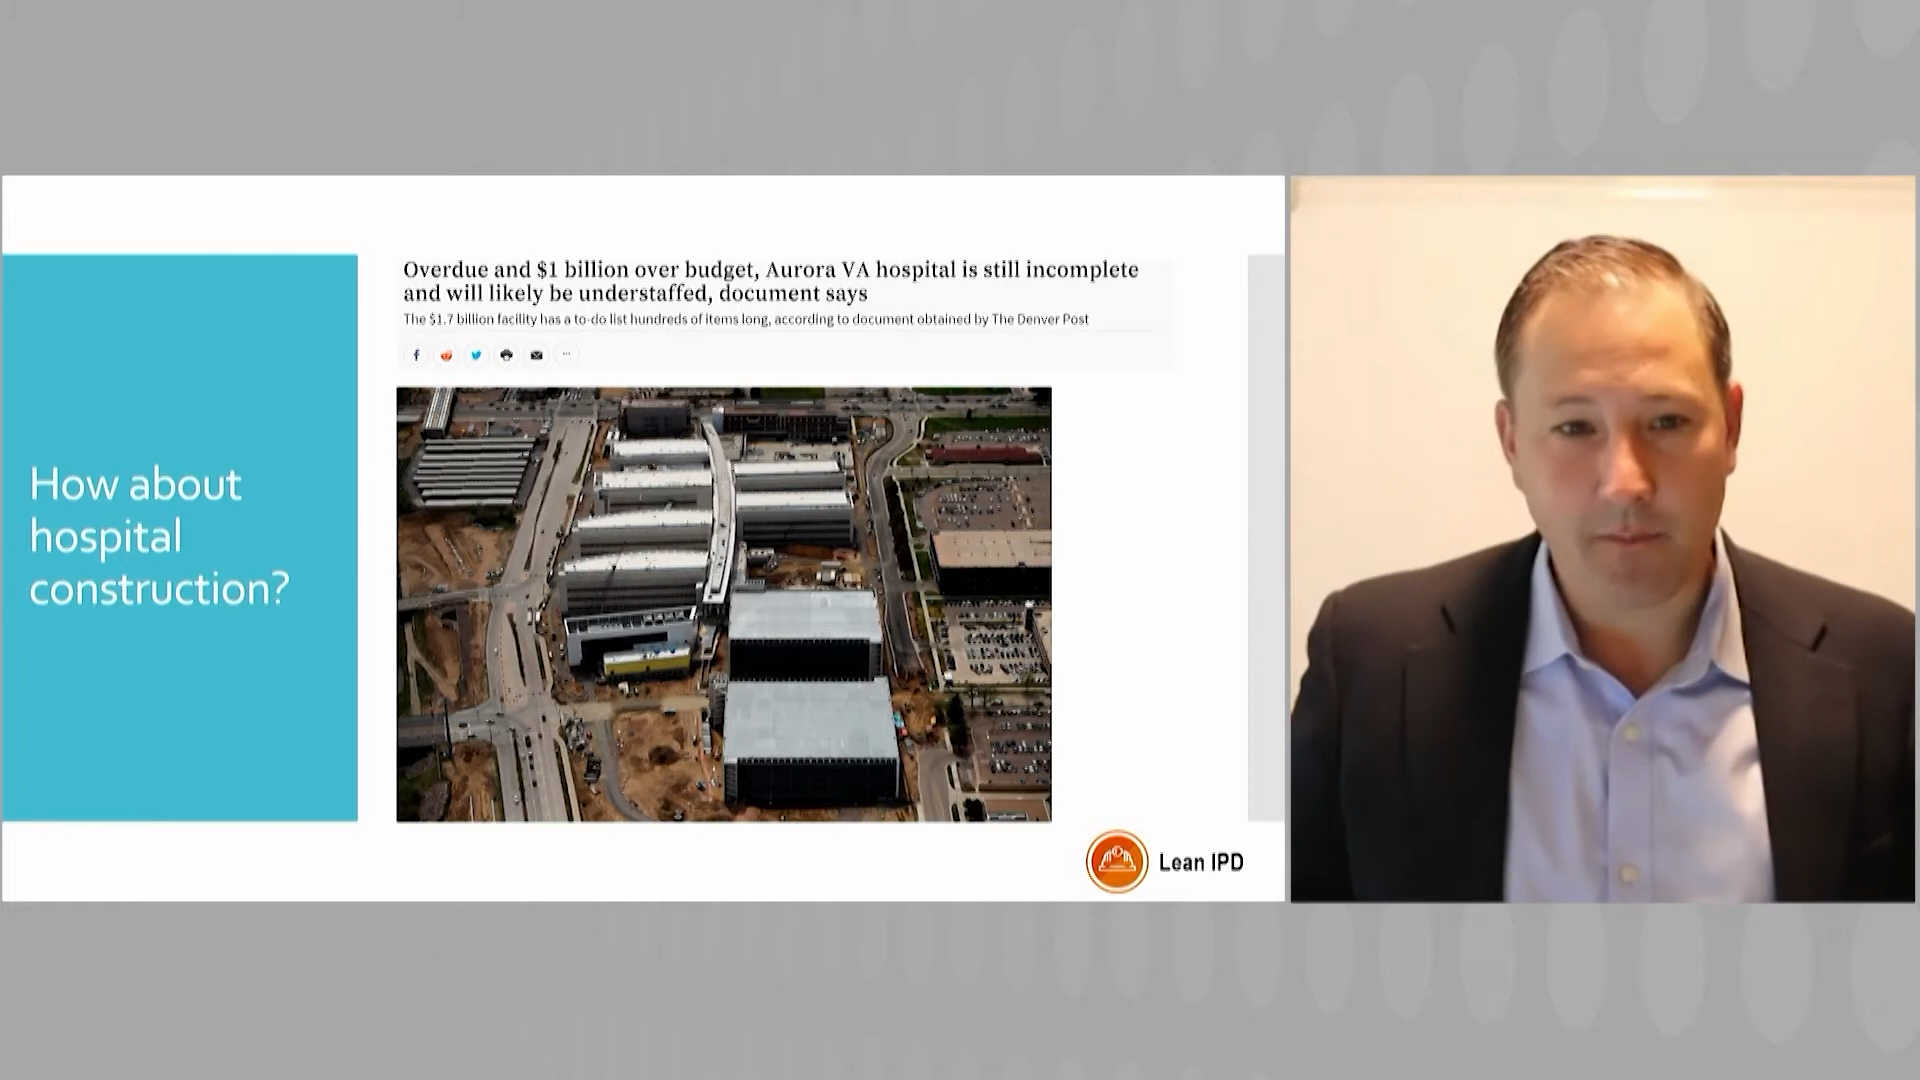 How about
hospital
construction?
Overdue and $1 billion over budget, Aurora VA hospital is still incomplete
and will likely be understaffed, document says
The $1.7 billion facility has a to-do list hundreds of items long, according to document obtained by The Denver Post
Lean IPD